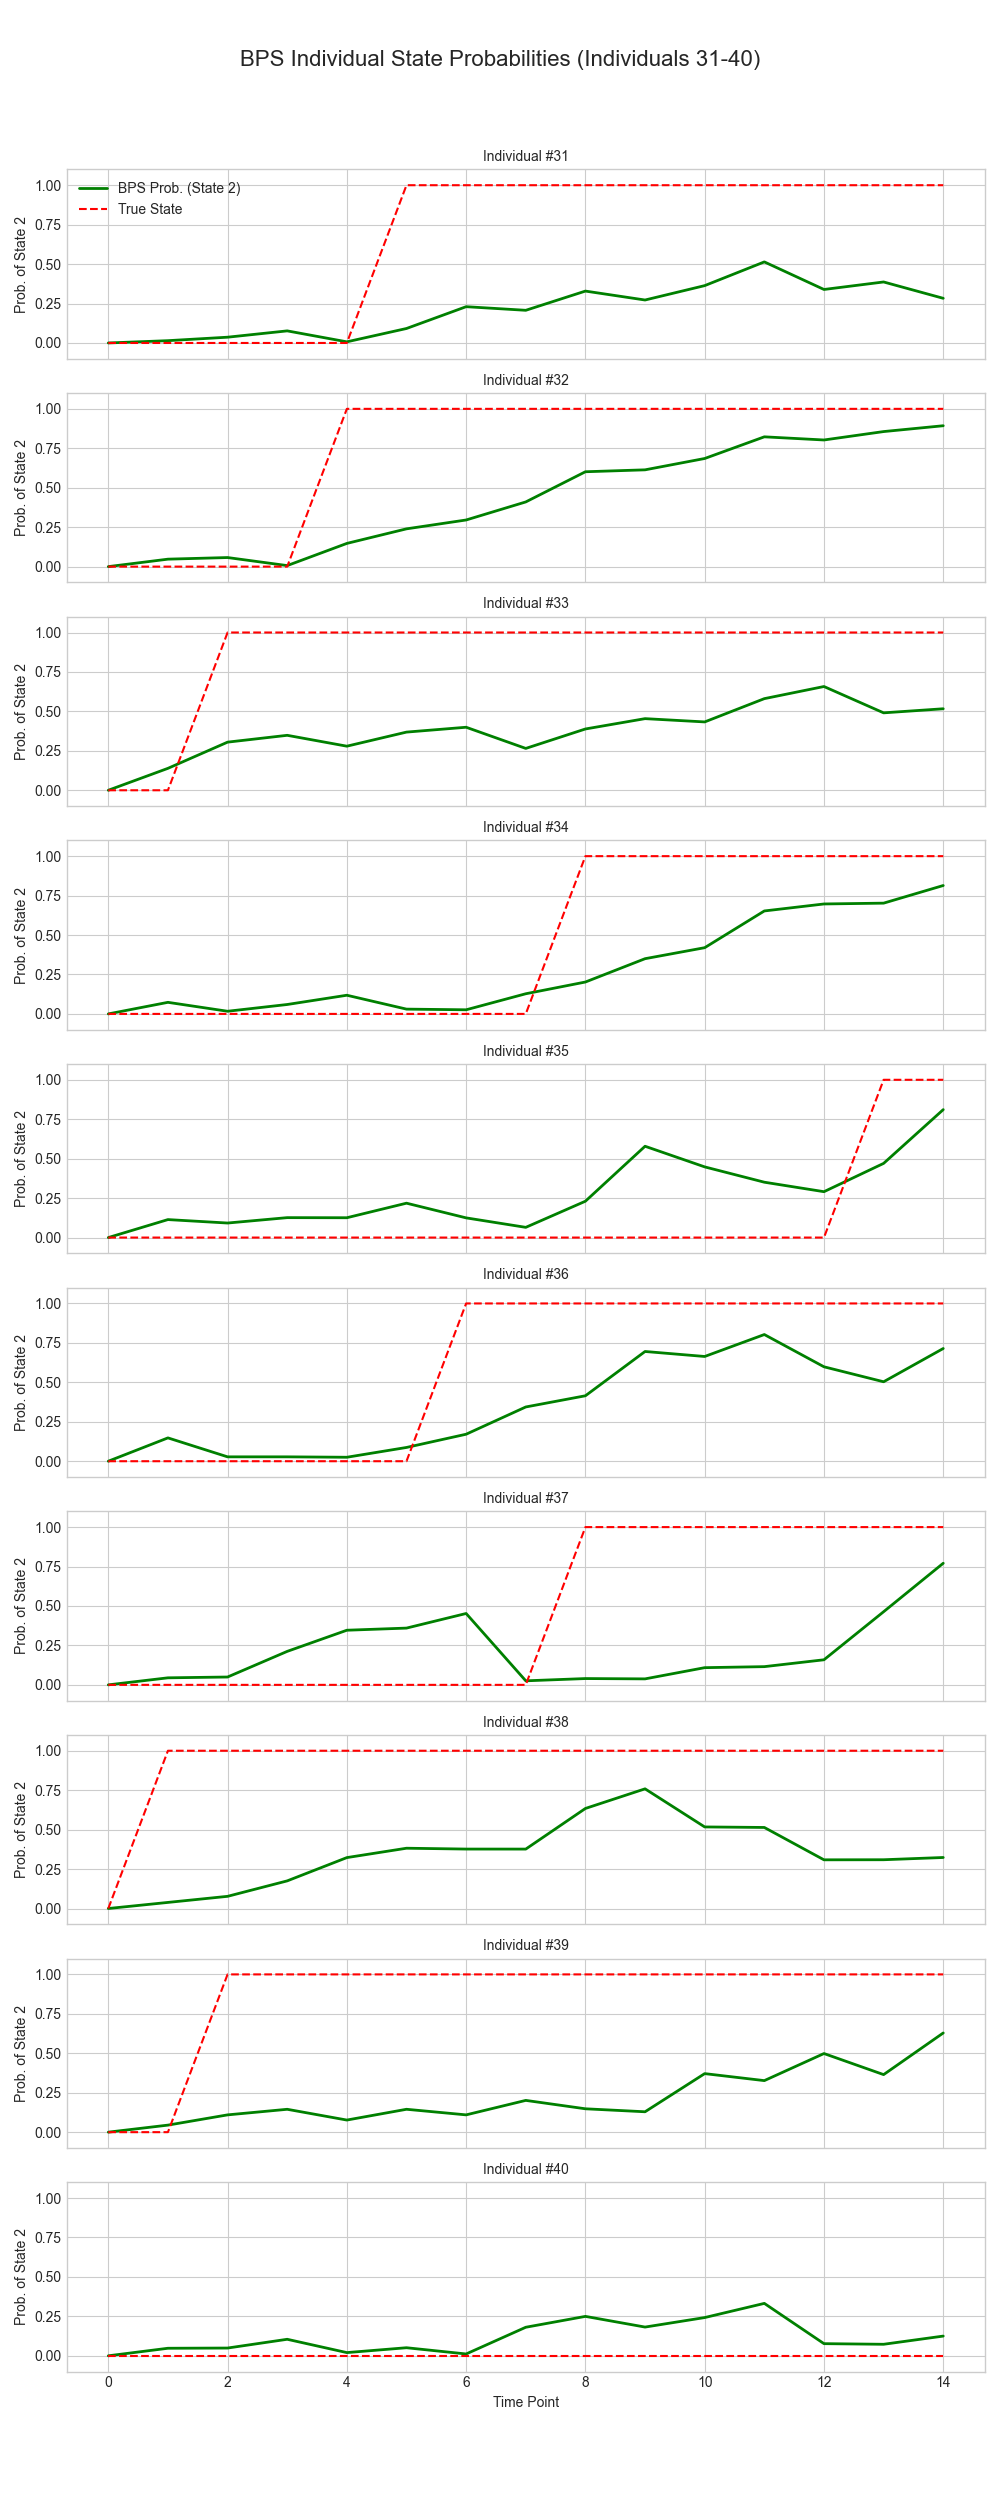 BPS Individual State Probabilities (Individuals 31-40)
Individual #31
BPS Prob. (State 2)
True State
Prob. of State 2
1.00
0.75
0.50
0.25
0.00
Individual #32
Prob. of State 2
1.00
0.75
0.50
0.25
0.00
Individual #33
Prob. of State 2
1.00
0.75
0.50
0.25
0.00
Individual #34
Prob. of State 2
1.00
0.75
0.50
0.25
0.00
Individual #35
Prob. of State 2
1.00
0.75
0.50
0.25
0.00
Individual #36
Prob. of State 2
1.00
0.75
0.50
0.25
0.00
Individual #37
Prob. of State 2
1.00
0.75
0.50
0.25
0.00
Individual #38
Prob. of State 2
1.00
0.75
0.50
0.25
0.00
Individual #39
Prob. of State 2
1.00
0.75
0.50
0.25
0.00
Individual #40
Prob. of State 2
1.00
0.75
0.50
0.25
0.00
0 2 4 6 8 10 12 14
Time Point